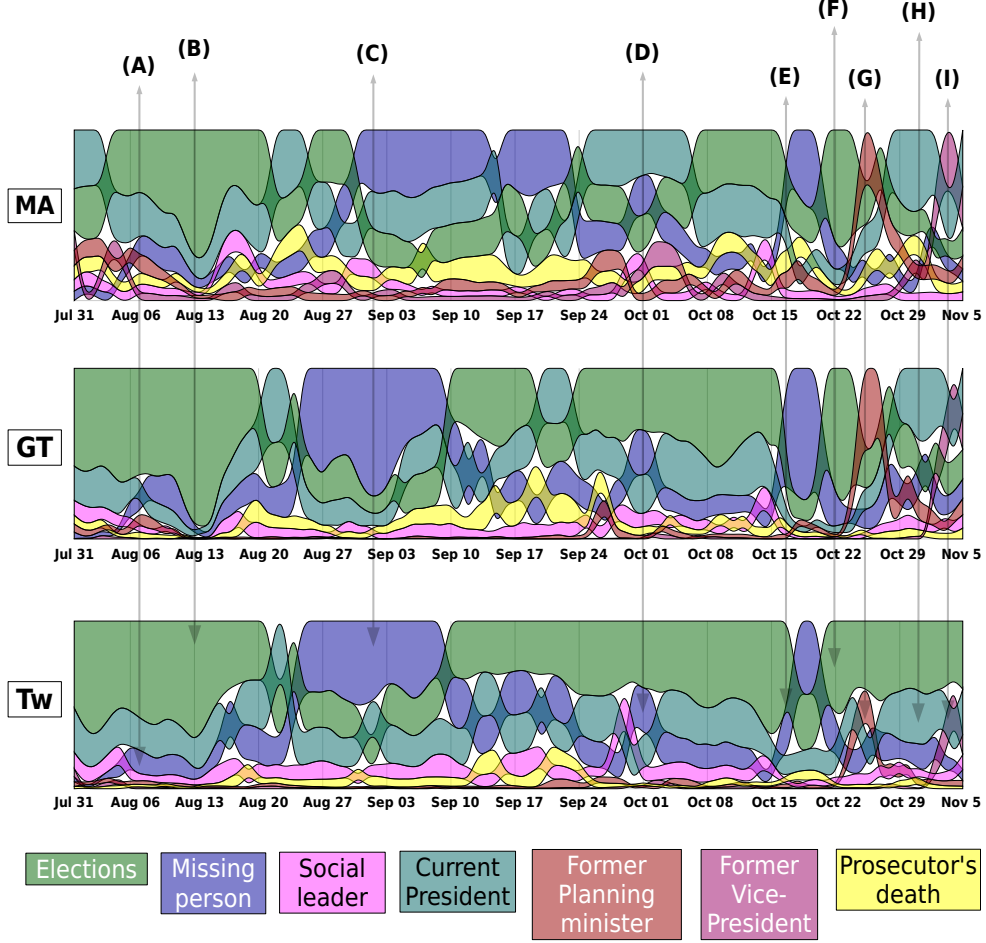 (F)
(H)
(B)
(C)
(D)
(A)
(E)
(G)
(I)
MA
Jul 31 Aug 06 Aug 13 Aug 20 Aug 27 Sep 03 Sep 10 Sep 17 Sep 24 Oct 01 Oct 08 Oct 15 Oct 22 Oct 29 Nov 5
GT
Jul 31 Aug 06 Aug 13 Aug 20 Aug 27 Sep 03 Sep 10 Sep 17 Sep 24 Oct 01 Oct 08 Oct 15 Oct 22 Oct 29 Nov 5
Tw
Jul 31 Aug 06 Aug 13 Aug 20 Aug 27 Sep 03 Sep 10 Sep 17 Sep 24 Oct 01 Oct 08 Oct 15 Oct 22 Oct 29 Nov 5
Elections
Missing
person
Social
leader
Current
President
Former
Planning
minister
Former
Vice-
President
Prosecutor's
death